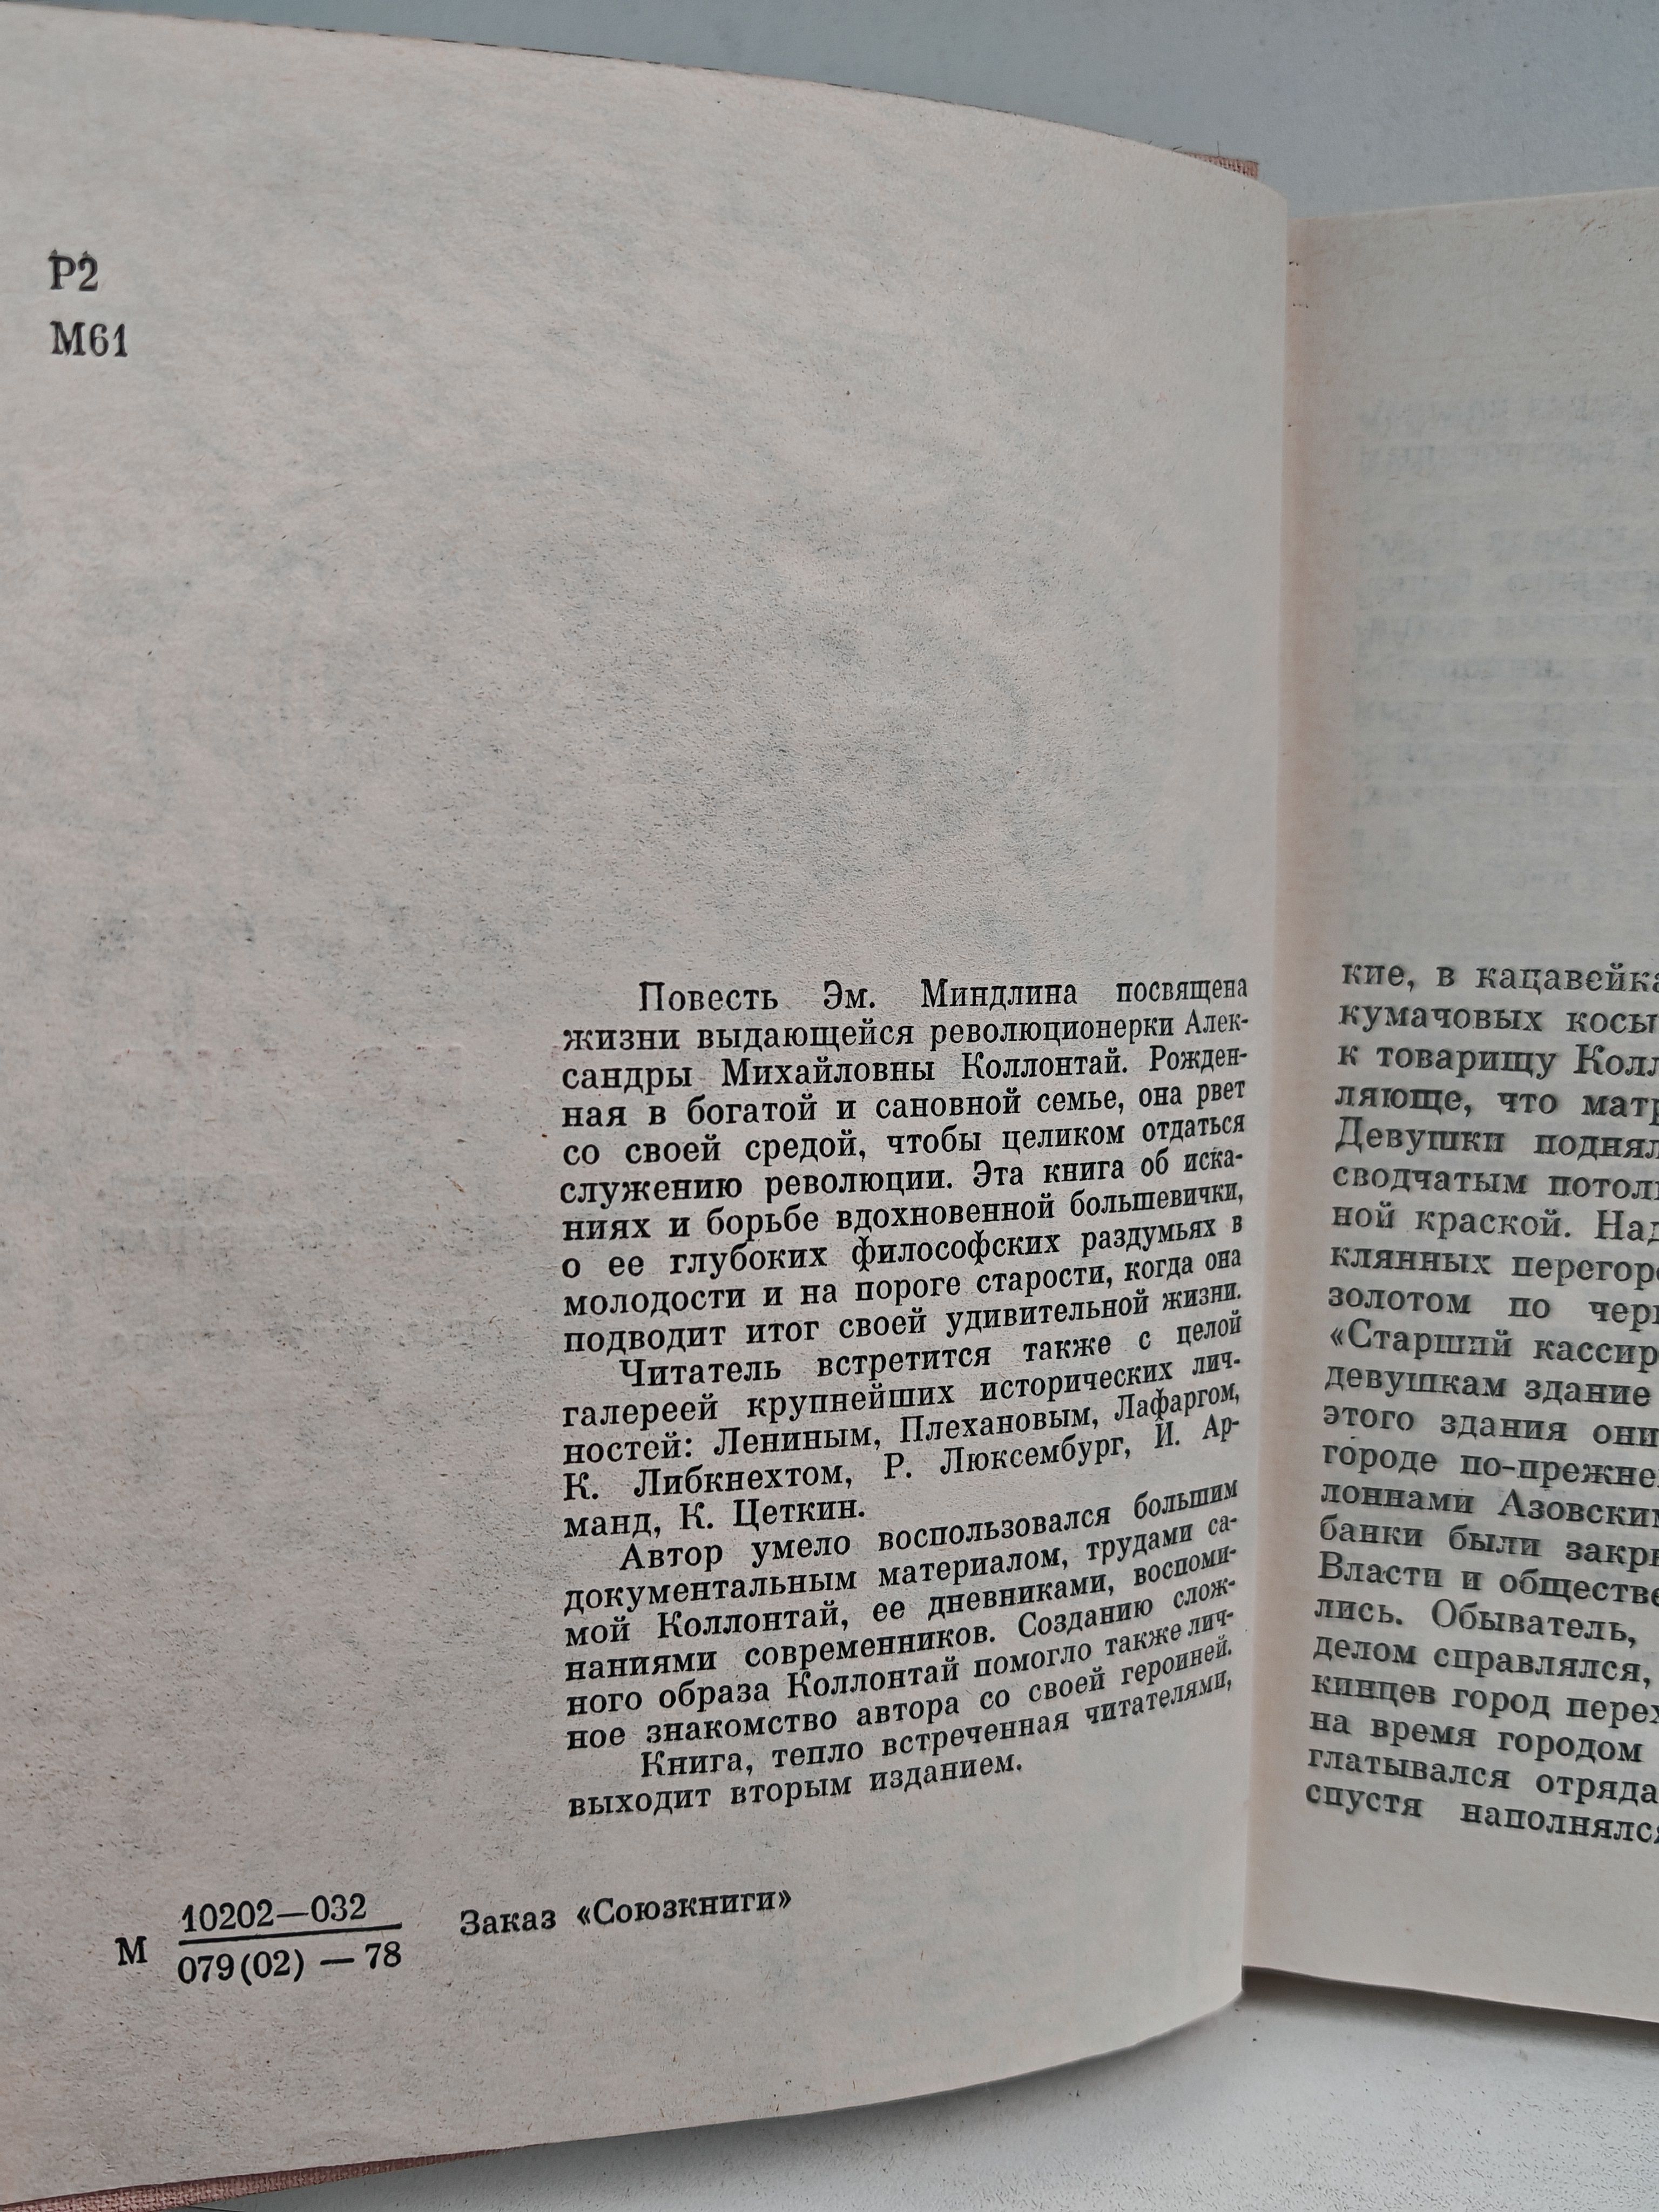 Р2
М61
Повесть Эм. Миндлина посвящена
жизни выдающейся революционерки Алек-
сандры Михайловны Коллонтай. Рожден-
ная в богатой и сановной семье, она рвет
со своей средой, чтобы целиком отдаться
служению революции. Эта книга об иска-
ниях и борьбе вдохновенной большевички,
о ее глубоких философских раздумьях в
молодости и на пороге старости, когда она
подводит итог своей удивительной жизни.
Читатель встретится также с целой
галереей крупнейших исторических лич-
ностей: Лениным, Плехановым, Лафаргом,
К. Либкнехтом, Р. Люксембург, И. Ар-
манд, К. Цеткин.
Автор умело воспользовался большим
документальным материалом, трудами са-
мой Коллонтай, ее дневниками, воспоми-
наниями современников. Созданию слож-
ного образа Коллонтай помогло также лич-
ное знакомство автора со своей героиней.
Книга, тепло встреченная читателями,
выходит вторым изданием.
М 10202—032
079(02) — 78
Заказ «Союзкниги»
кие, в кацавейка
кумачовых косы
к товарищу Колл
ляюще, что матр
Девушки поднял
сводчатым потол
ной краской. Над
клянных перегор
золотом по черн
«Старший кассир
девушкам здание
этого здания они
городе по-прежне
лоннами Азовским
банки были закры
Власти и обществе
лись. Обыватель,
делом справлялся,
кинцев город перех
на время городом
глатывался отряда
спустя наполнялся